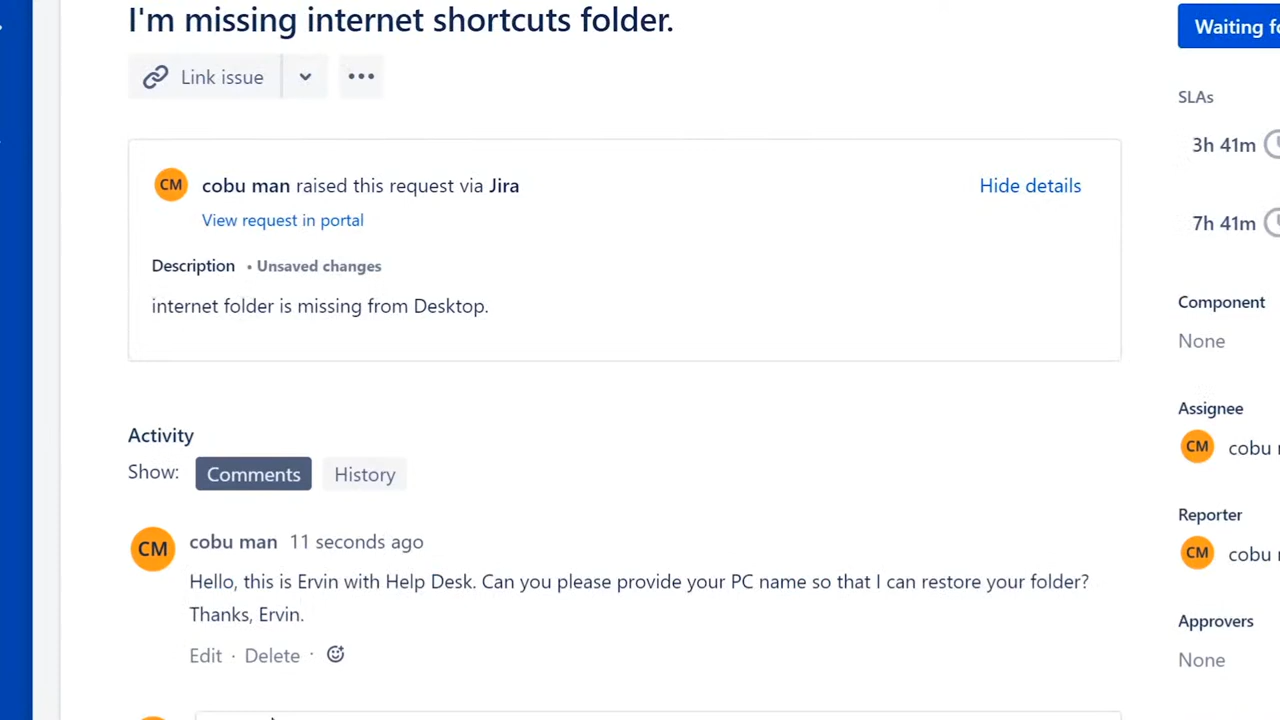 I'm missing internet shortcuts folder.
Waiting
Link issue
SLAs
3h 41m
CM
cobu man raised this request via Jira
Hide details
View request in portal
7h 41m
Description • Unsaved changes
Component
internet folder is missing from Desktop.
None
Assignee
Activity
CM cobu
Show: Comments History
Reporter
cobu man 11 seconds ago
CM
CM cobu
Hello, this is Ervin with Help Desk. Can you please provide your PC name so that I can restore your folder?
Thanks, Ervin.
Approvers
Edit · Delete ·
None